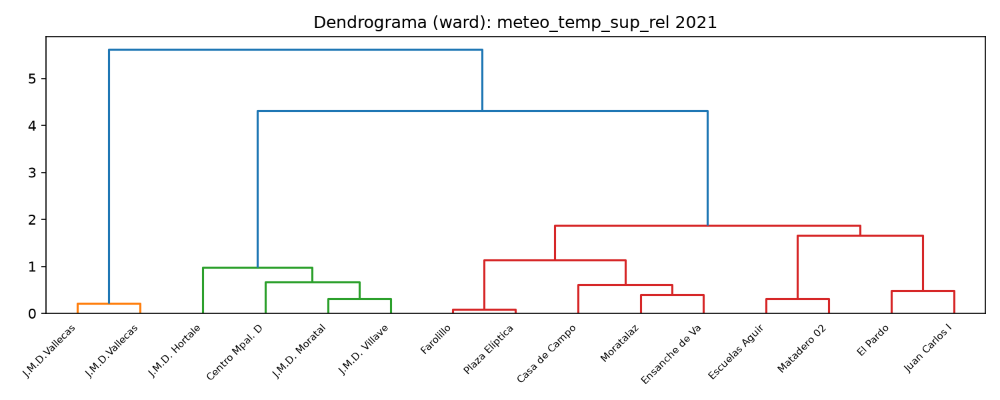 Dendrograma (ward): meteo_temp_sup_rel 2021
5
4
3
2
1
0
J.M.D.Vallecas
J.M.D.Vallecas
J.M.D. Hortale
Centro Mpal. D
J.M.D. Moratal
J.M.D. Villave
Farolillo
Plaza Elíptica
Casa de Campo
Moratalaz
Ensanche de Va
Escuelas Aguir
Matadero 02
El Pardo
Juan Carlos I